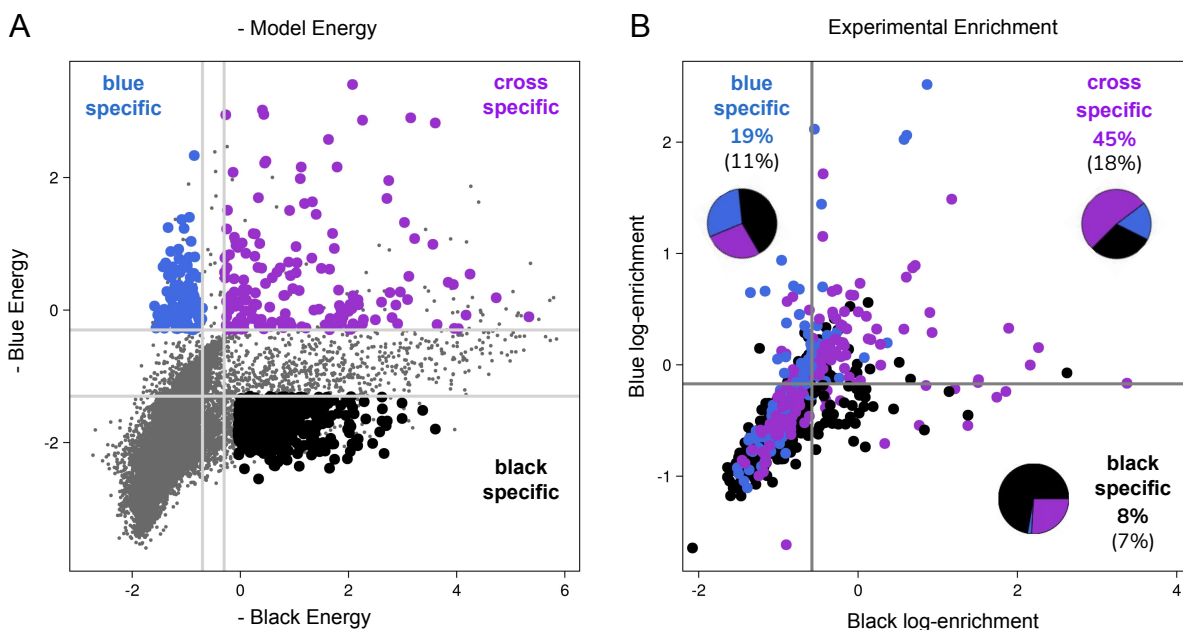 A
- Model Energy
blue
specific
cross
specific
black
specific
- Blue Energy
2
0
-2
-2
0
2
4
6
- Black Energy
B
Experimental Enrichment
blue
specific
19%
(11%)
cross
specific
45%
(18%)
black
specific
8%
(7%)
Blue log-enrichment
2
1
0
-1
-2
0
2
4
Black log-enrichment